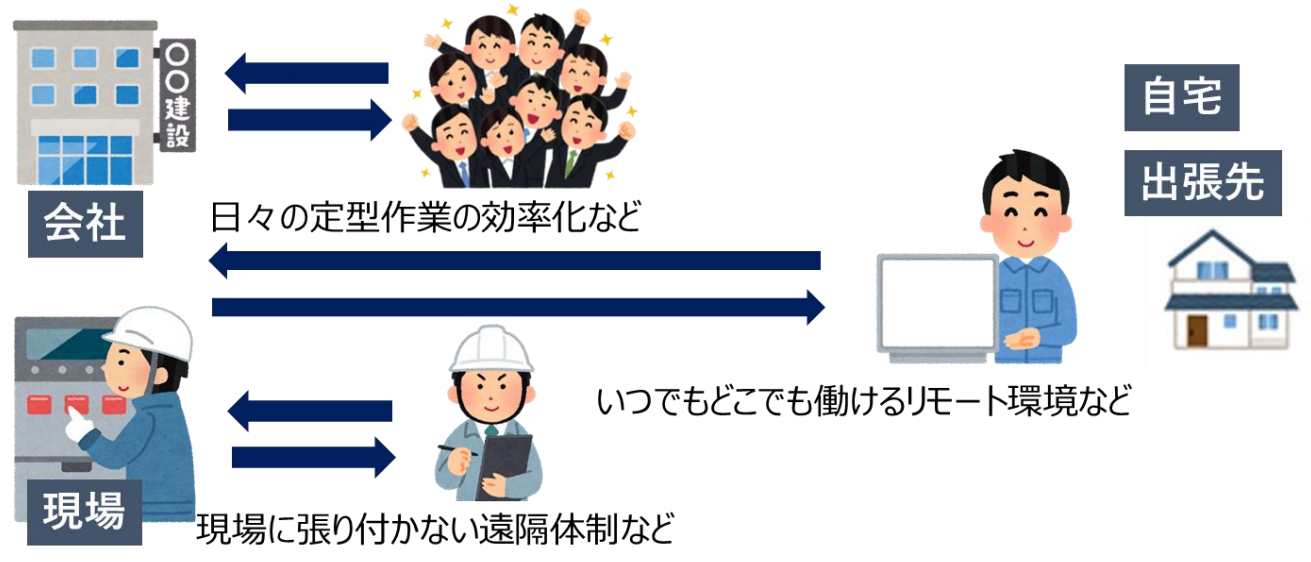 〇〇建設
会社
日々の定型作業の効率化など
自宅
出張先
いつでもどこでも働けるリモート環境など
現場
現場に張り付かない遠隔体制など